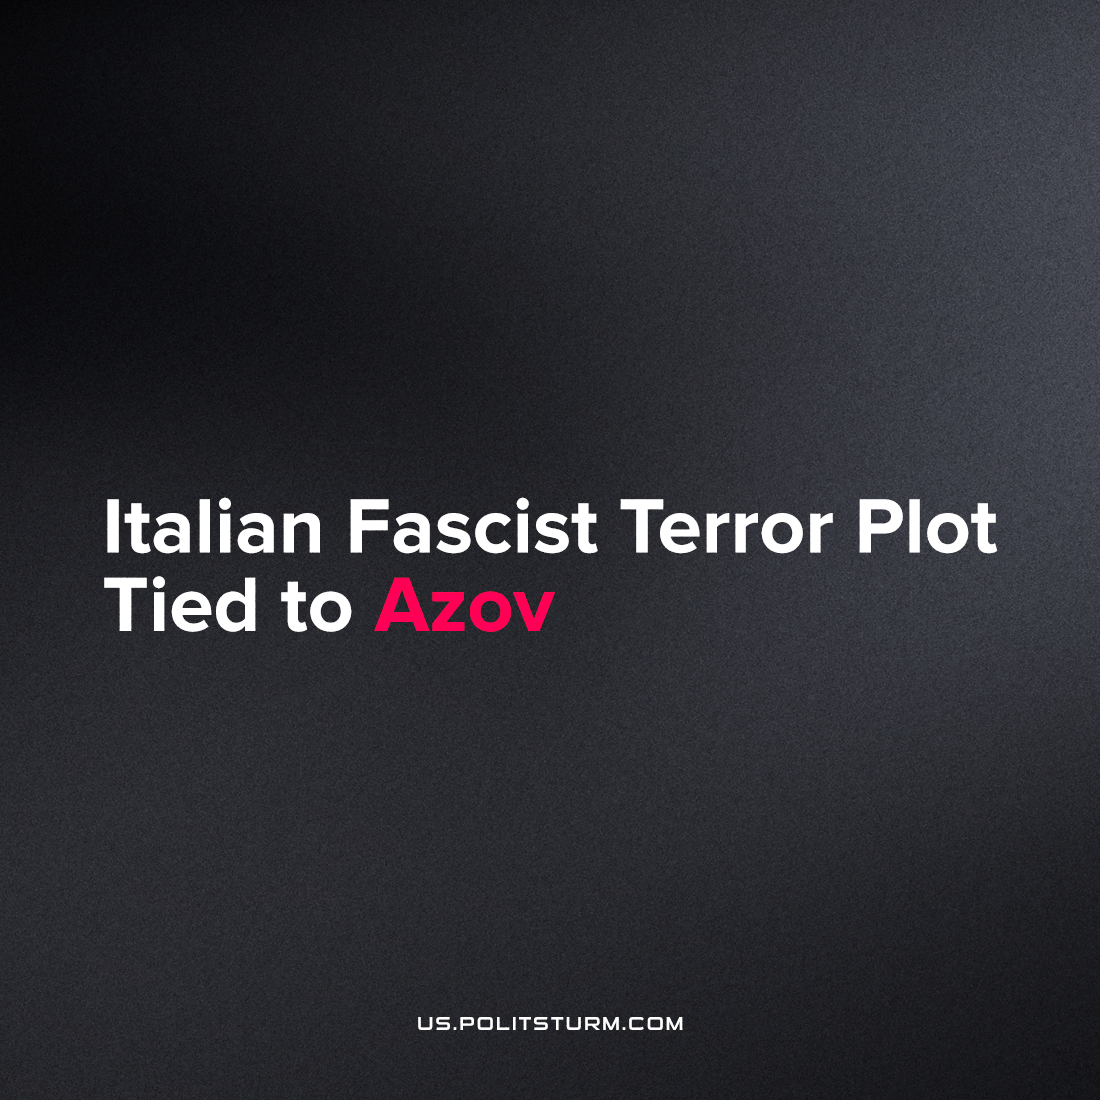 Italian Fascist Terror Plot
Tied to Azov
US.POLITSTURM.COM